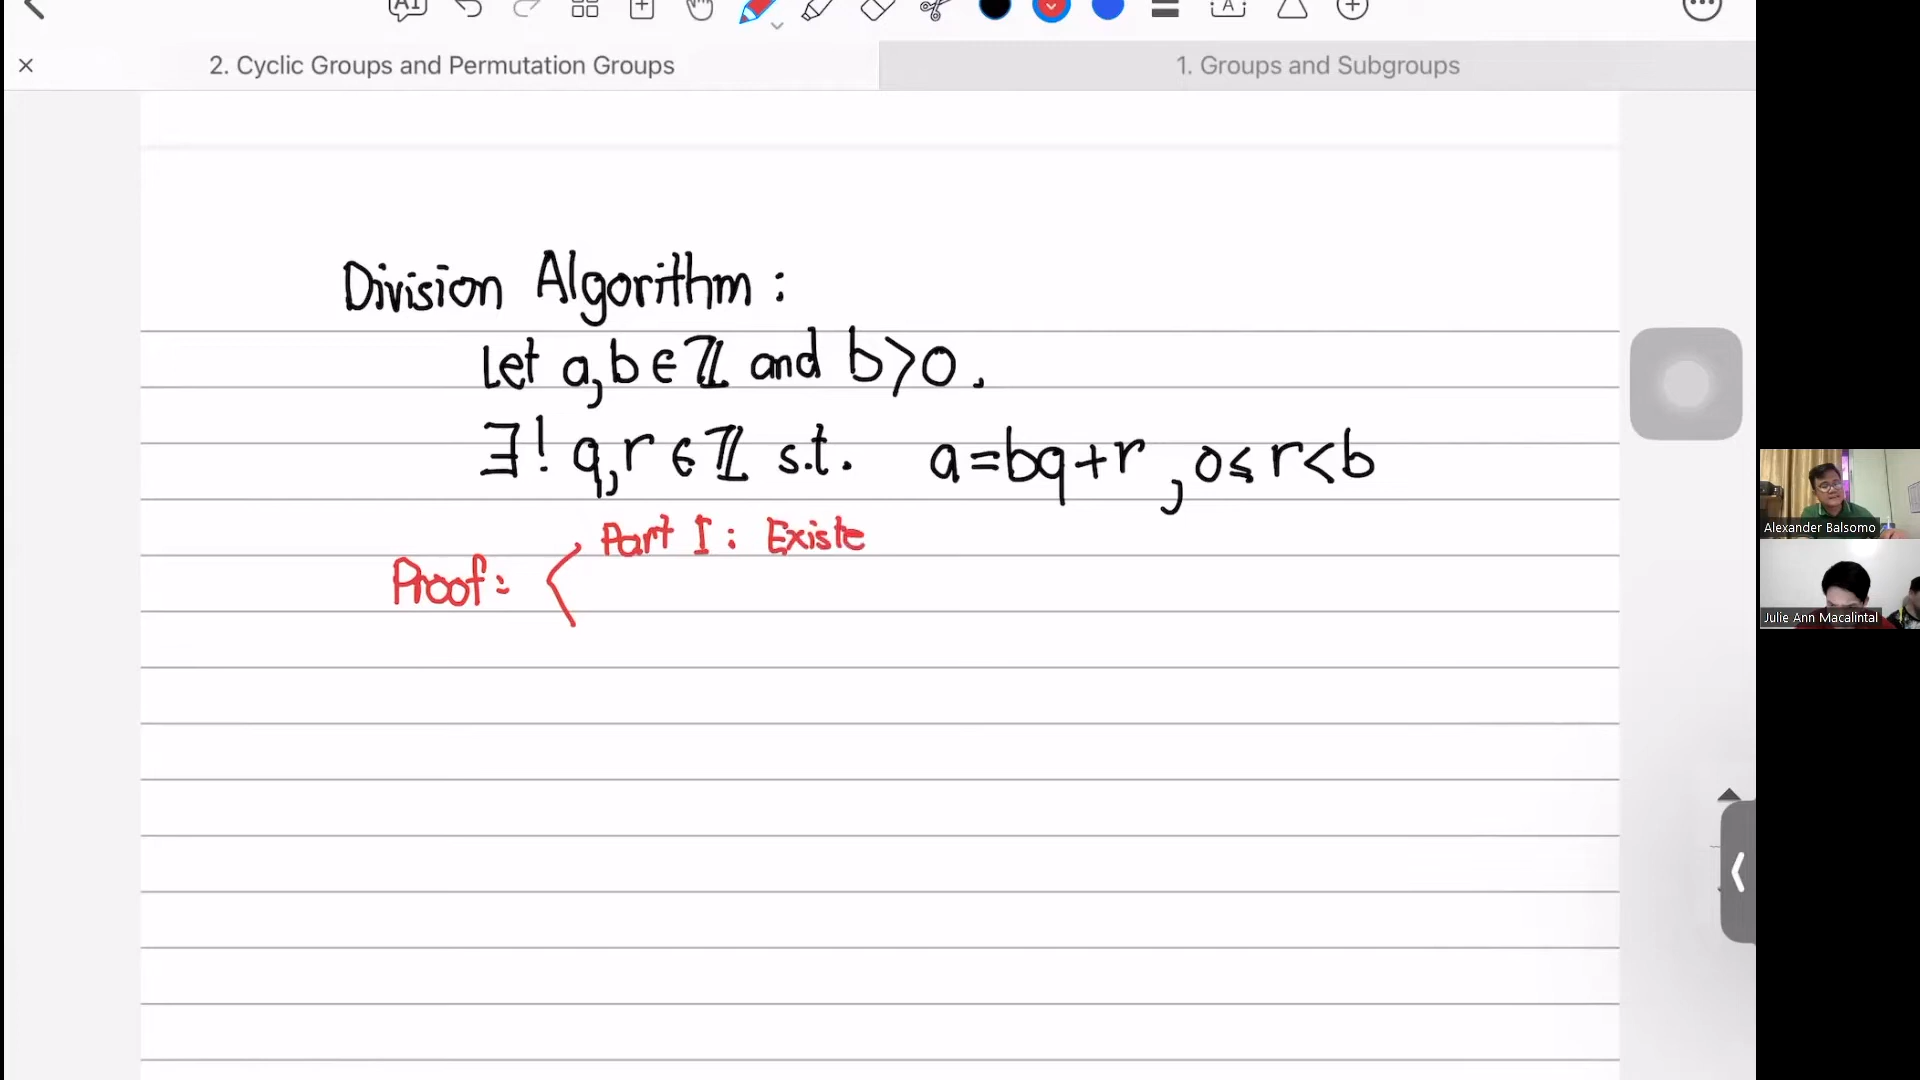 AI
A
2. Cyclic Groups and Permutation Groups
1. Groups and Subgroups
Division Algorithm :
Let a,b ∈ ℤ and b>0.
∃! q,r ∈ ℤ s.t. a=bq+r , 0≤r<b
Part I : Existe
Proof:
Alexander Balsomo
Julie Ann Macalintal